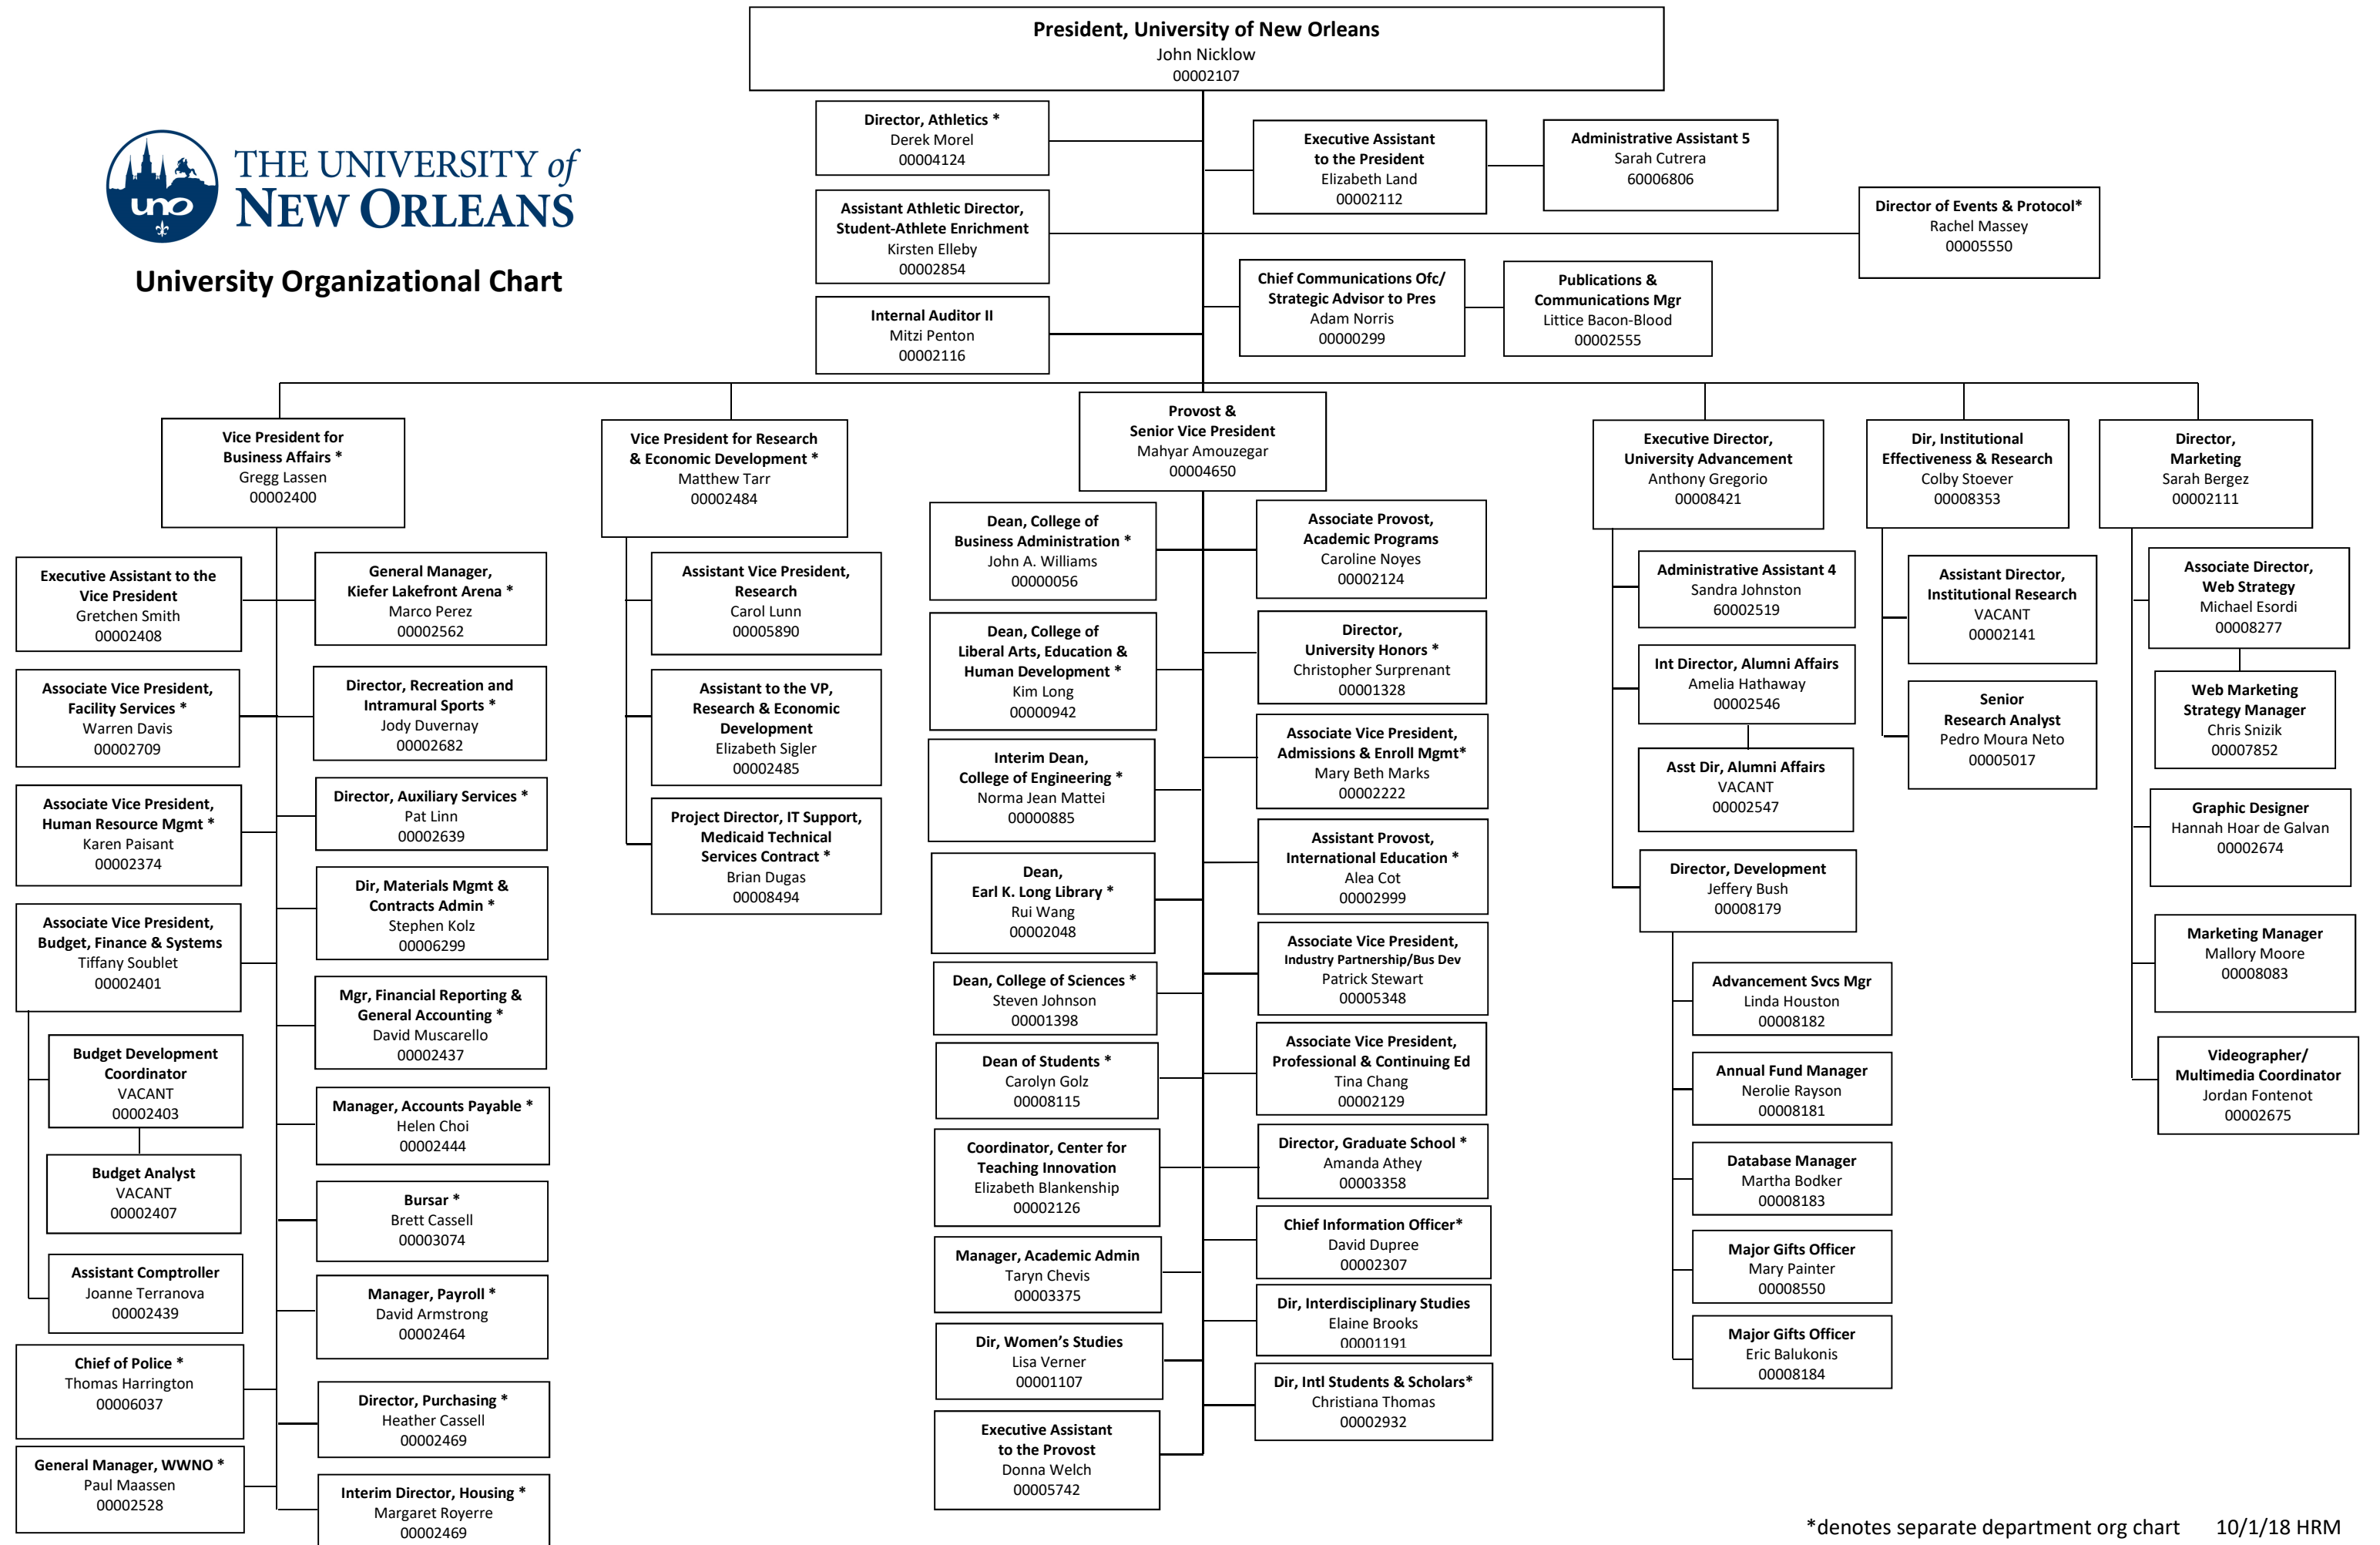 President, University of New Orleans
John Nicklow
00002107
Director, Athletics *
Derek Morel
00004124
Executive Assistant
to the President
Elizabeth Land
00002112
Administrative Assistant 5
Sarah Cutrera
60006806
THE UNIVERSITY of
NEW ORLEANS
uno
University Organizational Chart
Assistant Athletic Director,
Student-Athlete Enrichment
Kirsten Elleby
00002854
Director of Events & Protocol*
Rachel Massey
00005550
Internal Auditor II
Mitzi Penton
00002116
Chief Communications Ofc/
Strategic Advisor to Pres
Adam Norris
00000299
Publications &
Communications Mgr
Littice Bacon-Blood
00002555
Vice President for
Business Affairs *
Gregg Lassen
00002400
Vice President for Research
& Economic Development *
Matthew Tarr
00002484
Provost &
Senior Vice President
Mahyar Amouzegar
00004650
Executive Director,
University Advancement
Anthony Gregorio
00008421
Dir, Institutional
Effectiveness & Research
Colby Stoever
00008353
Director,
Marketing
Sarah Bergez
00002111
Executive Assistant to the
Vice President
Gretchen Smith
00002408
Associate Vice President,
Facility Services *
Warren Davis
00002709
Associate Vice President,
Human Resource Mgmt *
Karen Paisant
00002374
Associate Vice President,
Budget, Finance & Systems
Tiffany Soublet
00002401
Budget Development
Coordinator
VACANT
00002403
Budget Analyst
VACANT
00002407
Assistant Comptroller
Joanne Terranova
00002439
Chief of Police *
Thomas Harrington
00006037
General Manager, WWNO *
Paul Maassen
00002528
General Manager,
Kiefer Lakefront Arena *
Marco Perez
00002562
Director, Recreation and
Intramural Sports *
Jody Duvernay
00002682
Director, Auxiliary Services *
Pat Linn
00002639
Dir, Materials Mgmt &
Contracts Admin *
Stephen Kolz
00006299
Mgr, Financial Reporting &
General Accounting *
David Muscarello
00002437
Manager, Accounts Payable *
Helen Choi
00002444
Bursar *
Brett Cassell
00003074
Manager, Payroll *
David Armstrong
00002464
Director, Purchasing *
Heather Cassell
00002469
Interim Director, Housing *
Margaret Royerre
00002469
Assistant Vice President,
Research
Carol Lunn
00005890
Assistant to the VP,
Research & Economic
Development
Elizabeth Sigler
00002485
Project Director, IT Support,
Medicaid Technical
Services Contract *
Brian Dugas
00008494
Dean, College of
Business Administration *
John A. Williams
00000056
Dean, College of
Liberal Arts, Education &
Human Development *
Kim Long
00000942
Interim Dean,
College of Engineering *
Norma Jean Mattei
00000885
Dean,
Earl K. Long Library *
Rui Wang
00002048
Dean, College of Sciences *
Steven Johnson
00001398
Dean of Students *
Carolyn Golz
00008115
Coordinator, Center for
Teaching Innovation
Elizabeth Blankenship
00002126
Manager, Academic Admin
Taryn Chevis
00003375
Dir, Women’s Studies
Lisa Verner
00001107
Executive Assistant
to the Provost
Donna Welch
00005742
Associate Provost,
Academic Programs
Caroline Noyes
00002124
Director,
University Honors *
Christopher Surprenant
00001328
Associate Vice President,
Admissions & Enroll Mgmt*
Mary Beth Marks
00002222
Assistant Provost,
International Education *
Alea Cot
00002999
Associate Vice President,
Industry Partnership/Bus Dev
Patrick Stewart
00005348
Associate Vice President,
Professional & Continuing Ed
Tina Chang
00002129
Director, Graduate School *
Amanda Athey
00003358
Chief Information Officer*
David Dupree
00002307
Dir, Interdisciplinary Studies
Elaine Brooks
00001191
Dir, Intl Students & Scholars*
Christiana Thomas
00002932
Administrative Assistant 4
Sandra Johnston
60002519
Int Director, Alumni Affairs
Amelia Hathaway
00002546
Asst Dir, Alumni Affairs
VACANT
00002547
Director, Development
Jeffery Bush
00008179
Advancement Svcs Mgr
Linda Houston
00008182
Annual Fund Manager
Nerolie Rayson
00008181
Database Manager
Martha Bodker
00008183
Major Gifts Officer
Mary Painter
00008550
Major Gifts Officer
Eric Balukonis
00008184
Assistant Director,
Institutional Research
VACANT
00002141
Senior
Research Analyst
Pedro Moura Neto
00005017
Associate Director,
Web Strategy
Michael Esordi
00008277
Web Marketing
Strategy Manager
Chris Snizik
00007852
Graphic Designer
Hannah Hoar de Galvan
00002674
Marketing Manager
Mallory Moore
00008083
Videographer/
Multimedia Coordinator
Jordan Fontenot
00002675
*denotes separate department org chart 10/1/18 HRM